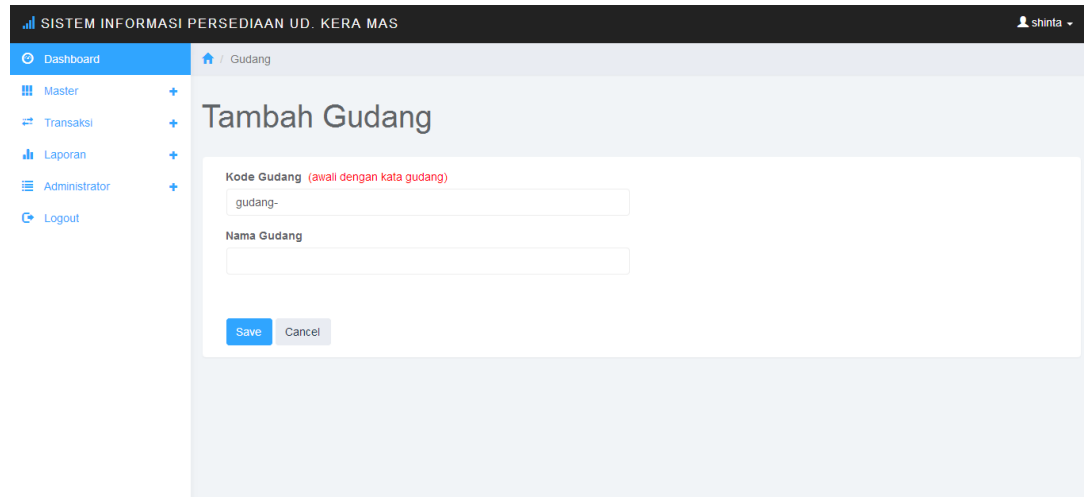 SISTEM INFORMASI PERSEDIAAN UD. KERA MAS
shinta
Dashboard
Master
Transaksi
Laporan
Administrator
Logout
/ Gudang
Tambah Gudang
Kode Gudang (awali dengan kata gudang)
gudang-
Nama Gudang
Save Cancel